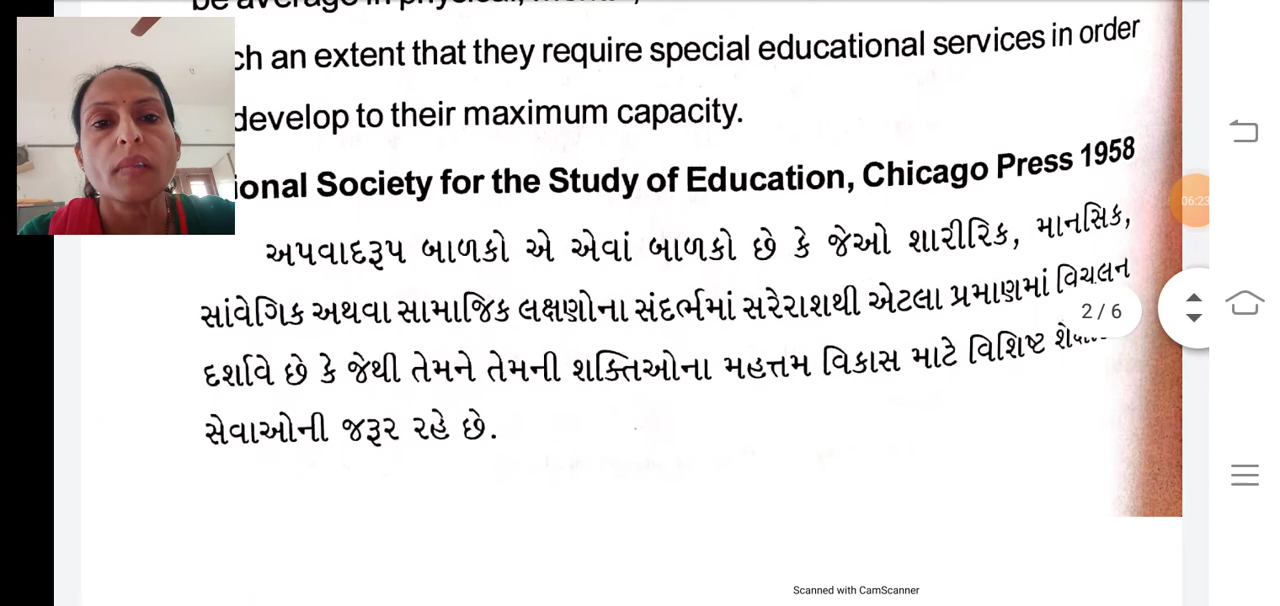 ch an extent that they require special educational services in order
develop to their maximum capacity.
ional Society for the Study of Education, Chicago Press 1958
06:23
અપવાદરૂપ બાળકો એ એવાં બાળકો છે કે જેઓ શારીરિક, માનસિક,
સાંવેગિક અથવા સામાજિક લક્ષણોના સંદર્ભમાં સરેરાશથી એટલા પ્રમાણમાં વિચલન
2 / 6
દર્શાવે છે કે જેથી તેમને તેમની શક્તિઓના મહત્તમ વિકાસ માટે વિશિષ્ટ
સેવાઓની જરૂર રહે છે.
Scanned with CamScanner